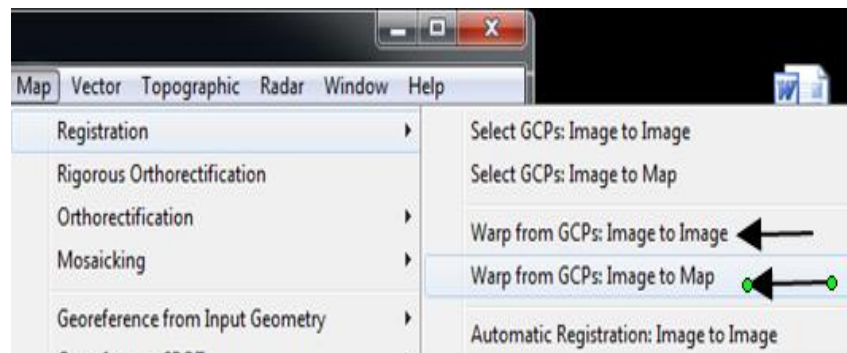 Map Vector Topographic Radar Window Help
Registration
Rigorous Orthorectification
Orthorectification
Mosaicking
Georeference from Input Geometry
Select GCPs: Image to Image
Select GCPs: Image to Map
Warp from GCPs: Image to Image
Warp from GCPs: Image to Map
Automatic Registration: Image to Image
W